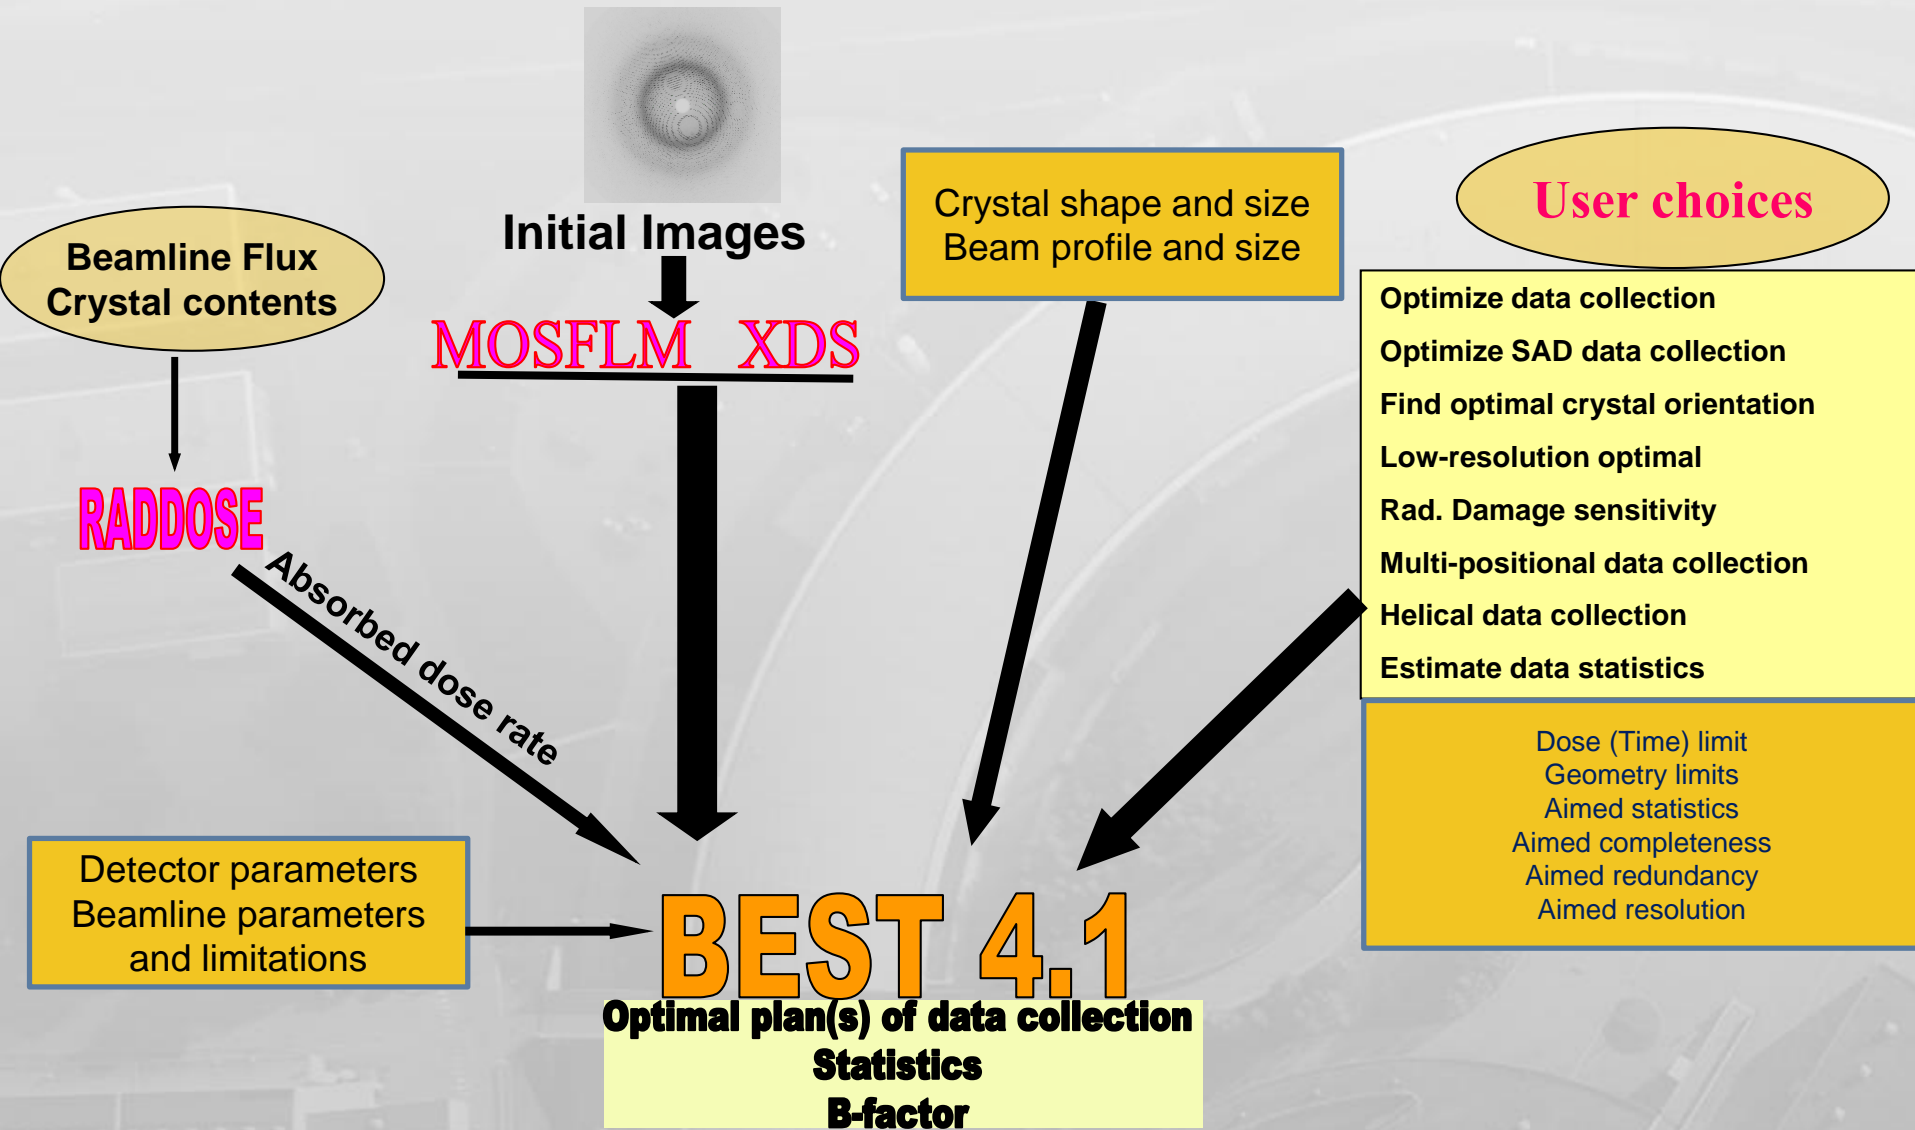 Initial Images
MOSFLM XDS
Beamline Flux
Crystal contents
RADDOSE
Absorbed dose rate
Crystal shape and size
Beam profile and size
User choices
Optimize data collection
Optimize SAD data collection
Find optimal crystal orientation
Low-resolution optimal
Rad. Damage sensitivity
Multi-positional data collection
Helical data collection
Estimate data statistics
Dose (Time) limit
Geometry limits
Aimed statistics
Aimed completeness
Aimed redundancy
Aimed resolution
Detector parameters
Beamline parameters
and limitations
BEST 4.1
Optimal plan(s) of data collection
Statistics
B-factor